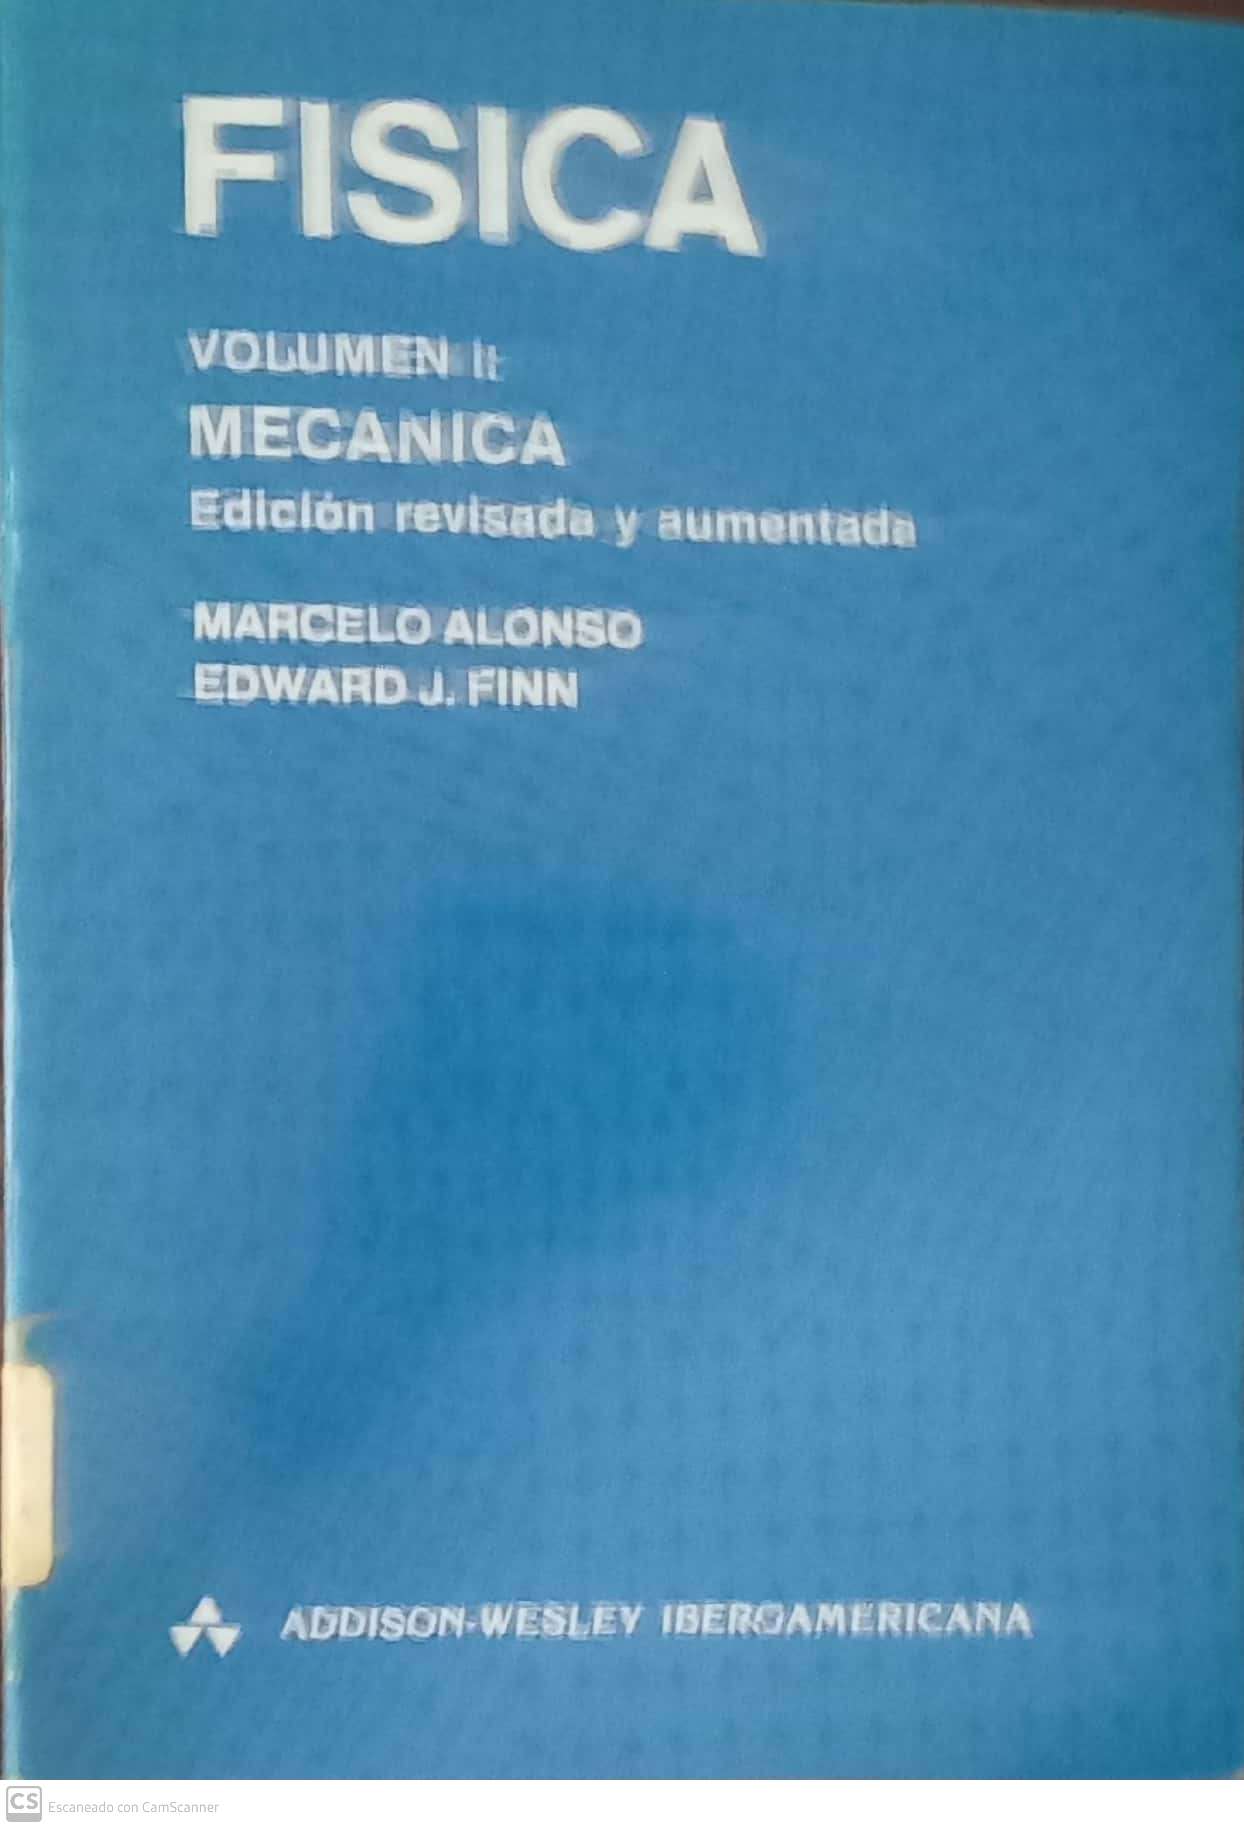 FISICA
VOLUMEN I:
MECANICA
Edición revisada y aumentada
MARCELO ALONSO
EDWARD J. FINN
ADDISON-WESLEY IBEROAMERICANA
CS Escaneado con CamScanner